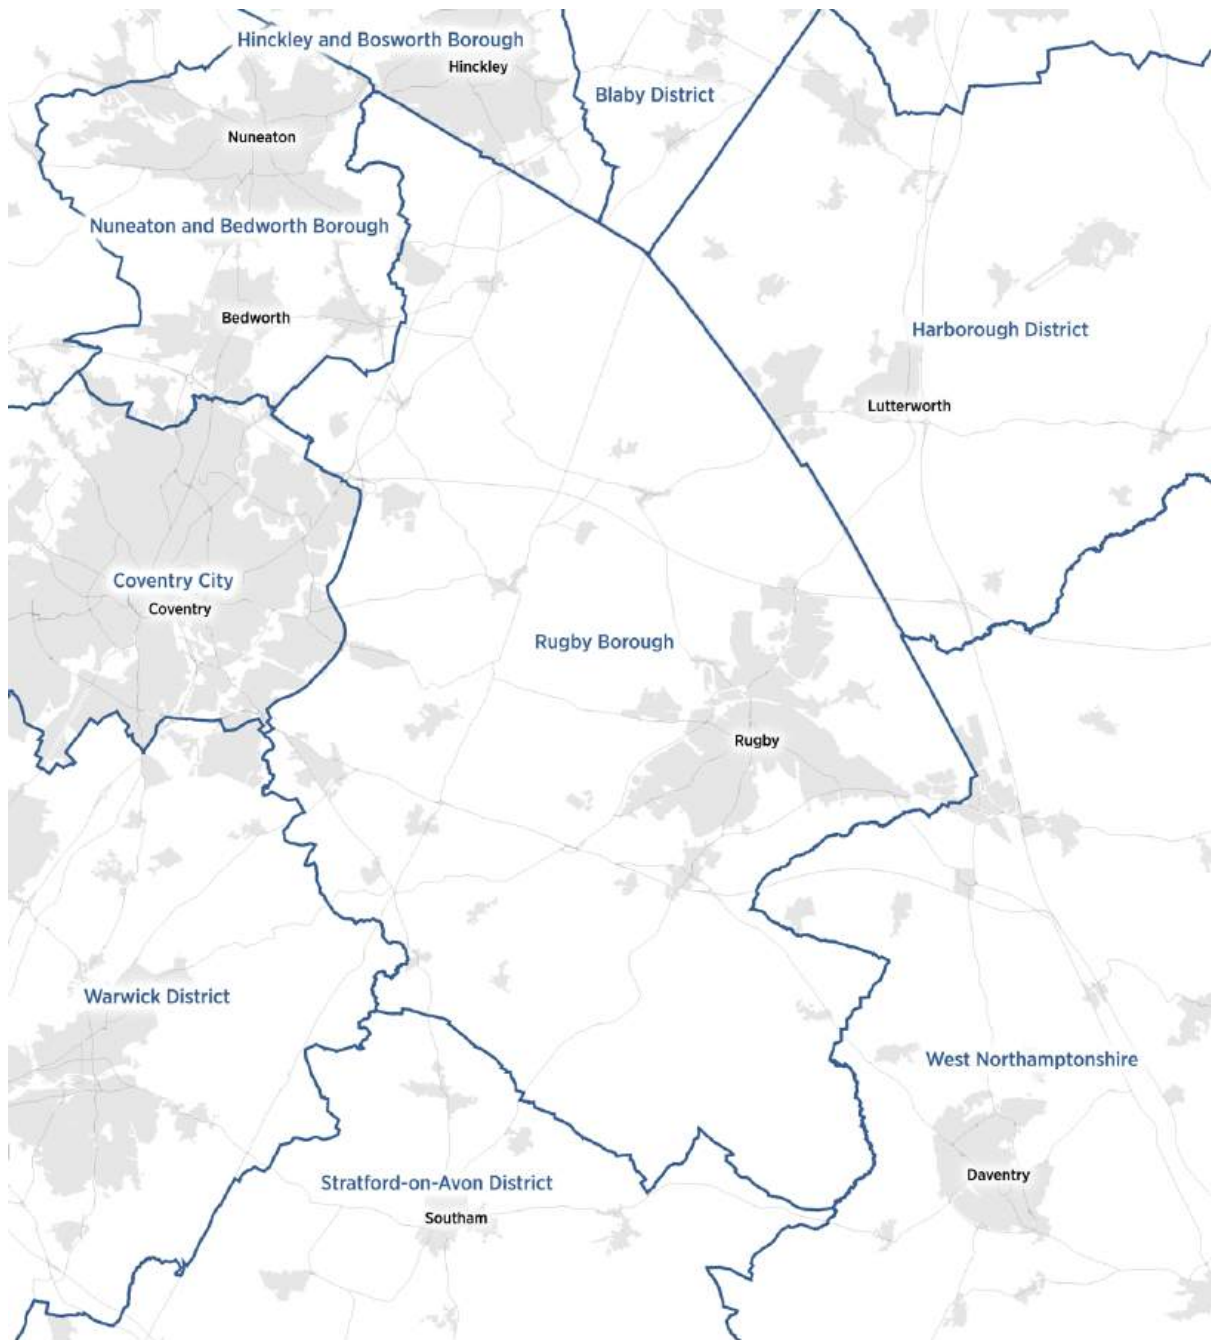 Hinckley and Bosworth Borough
Hinckley
Blaby District
Nuneaton
Nuneaton and Bedworth Borough
Bedworth
Harborough District
Lutterworth
Coventry City
Coventry
Rugby Borough
Rugby
Warwick District
West Northamptonshire
Daventry
Stratford-on-Avon District
Southam